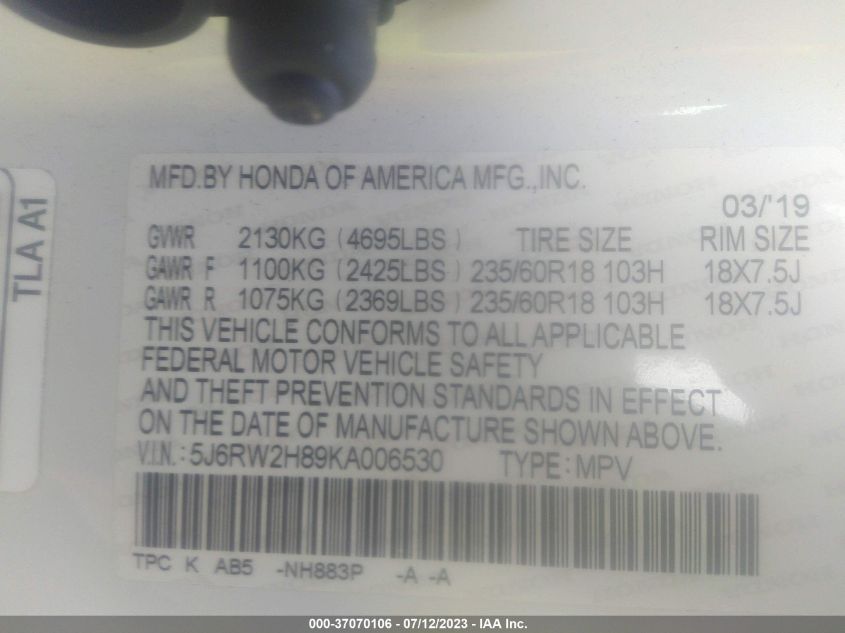 MFD.BY HONDA OF AMERICA MFG.,INC.
03/'19
GVWR 2130KG (4695LBS) TIRE SIZE RIM SIZE
GAWR F 1100KG (2425LBS) 235/60R18 103H 18X7.5J
GAWR R 1075KG (2369LBS) 235/60R18 103H 18X7.5J
THIS VEHICLE CONFORMS TO ALL APPLICABLE
FEDERAL MOTOR VEHICLE SAFETY
AND THEFT PREVENTION STANDARDS IN EFFECT
ON THE DATE OF MANUFACTURE SHOWN ABOVE.
V.I.N.: 5J6RW2H89KA006530 TYPE: MPV
TPC K AB5 -NH883P -A -A
TLA A1
000-37070106 - 07/12/2023 - IAA Inc.